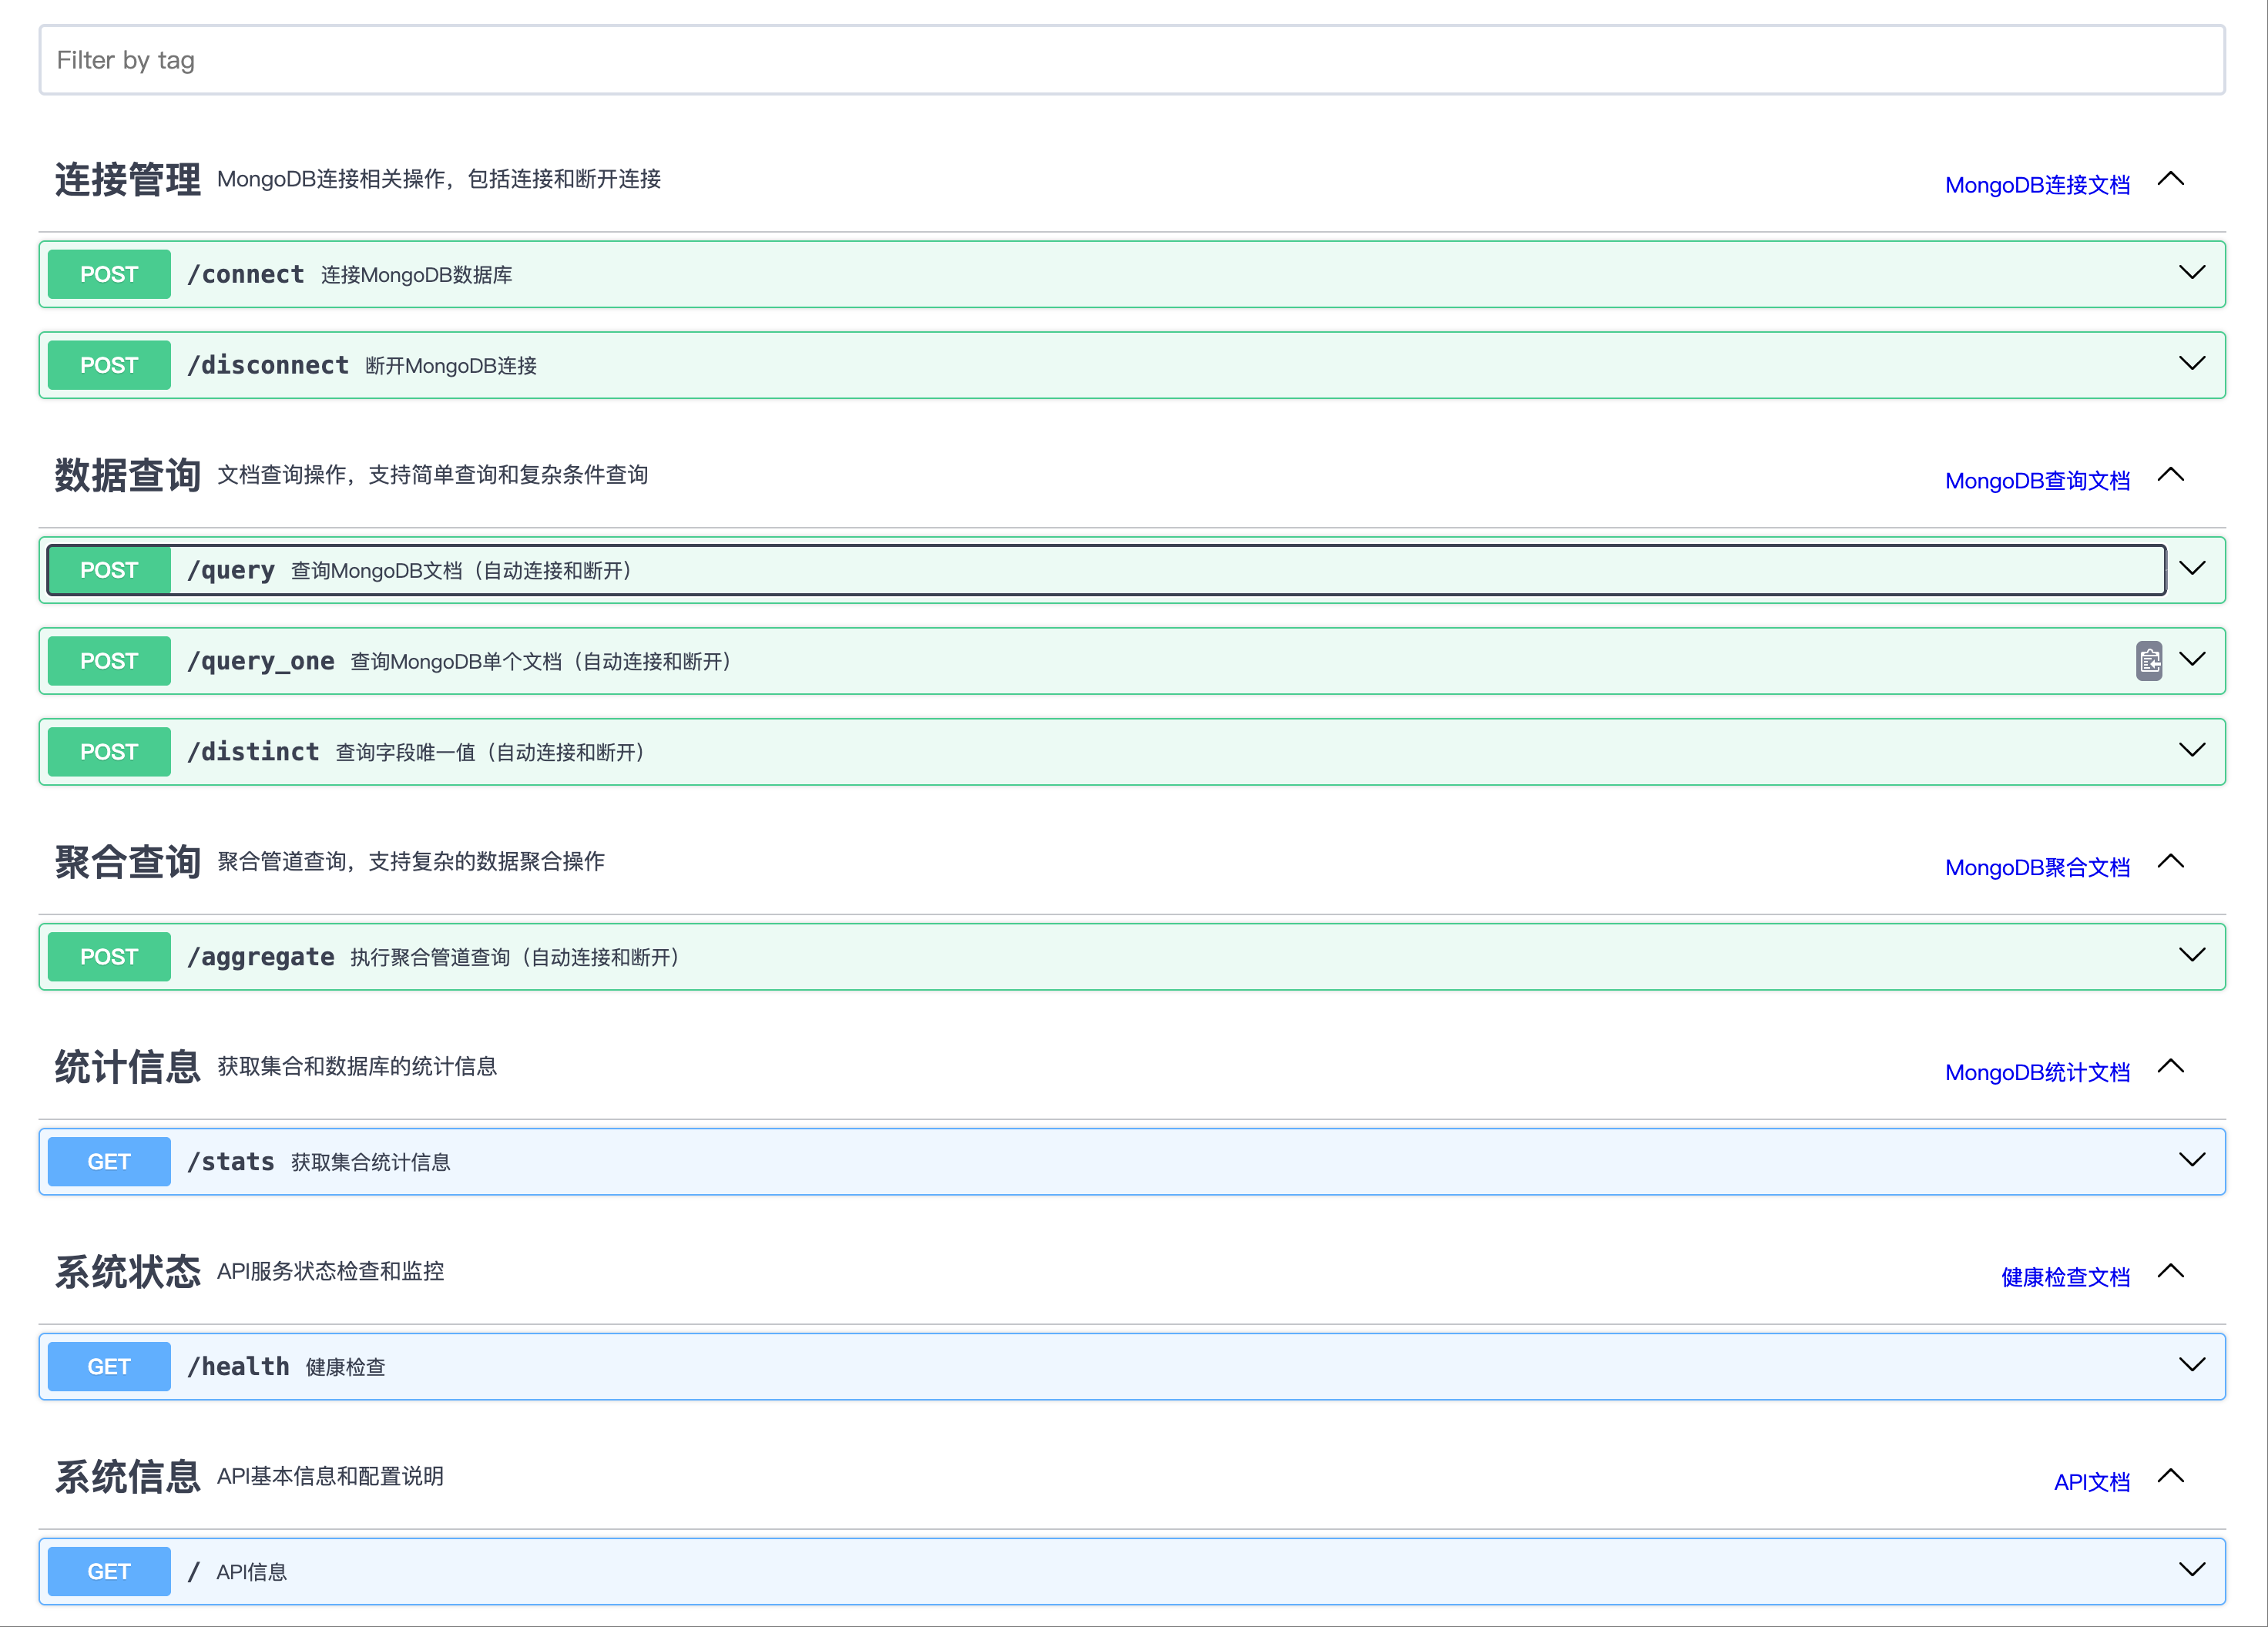 Filter by tag
连接管理 MongoDB连接相关操作，包括连接和断开连接 MongoDB连接文档
POST /connect 连接MongoDB数据库
POST /disconnect 断开MongoDB连接
数据查询 文档查询操作，支持简单查询和复杂条件查询 MongoDB查询文档
POST /query 查询MongoDB文档（自动连接和断开）
POST /query_one 查询MongoDB单个文档（自动连接和断开）
POST /distinct 查询字段唯一值（自动连接和断开）
聚合查询 聚合管道查询，支持复杂的数据聚合操作 MongoDB聚合文档
POST /aggregate 执行聚合管道查询（自动连接和断开）
统计信息 获取集合和数据库的统计信息 MongoDB统计文档
GET /stats 获取集合统计信息
系统状态 API服务状态检查和监控 健康检查文档
GET /health 健康检查
系统信息 API基本信息和配置说明 API文档
GET / API信息